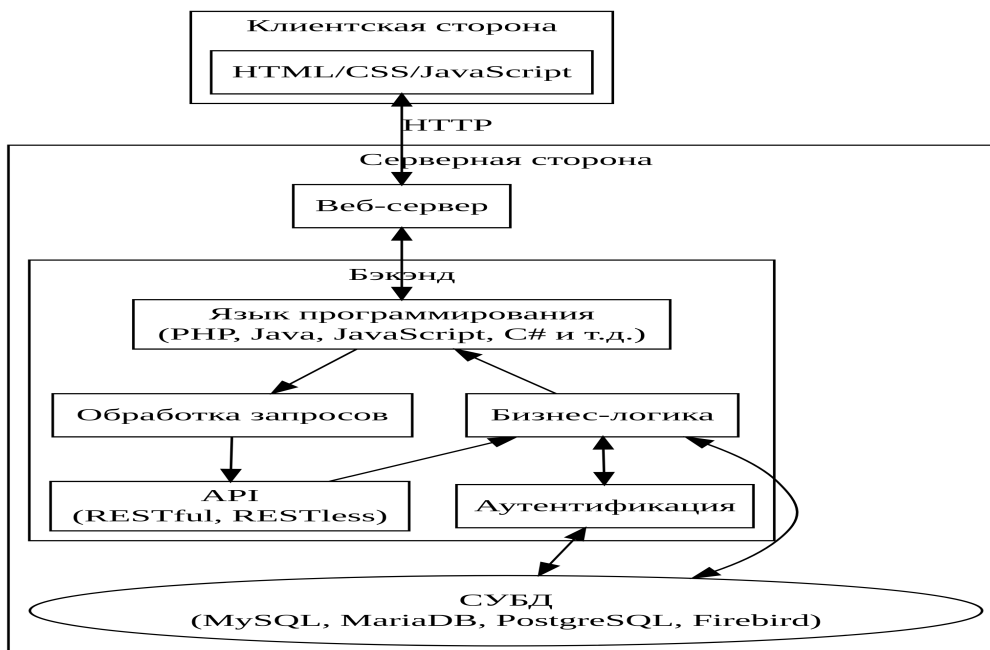 Клиентская сторона
HTML/CSS/JavaScript
HTTP
Серверная сторона
Веб-сервер
Бэкэнд
Язык программирования
(PHP, Java, JavaScript, C# и т.д.)
Обработка запросов
Бизнес-логика
API
(RESTful, RESTless)
Аутентификация
СУБД
(MySQL, MariaDB, PostgreSQL, Firebird)